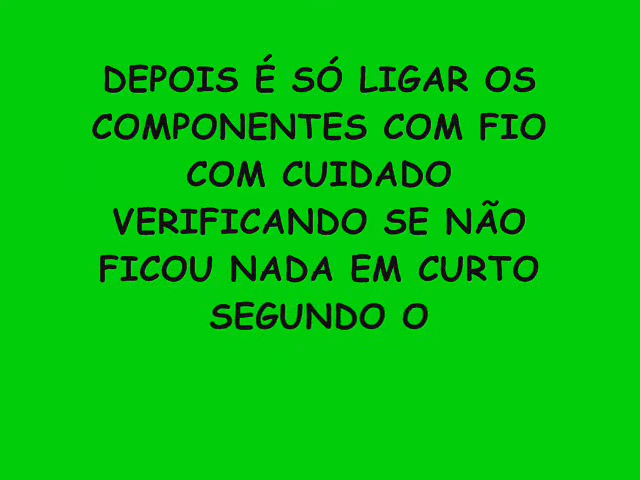 DEPOIS É SÓ LIGAR OS
COMPONENTES COM FIO
COM CUIDADO
VERIFICANDO SE NÃO
FICOU NADA EM CURTO
SEGUNDO O